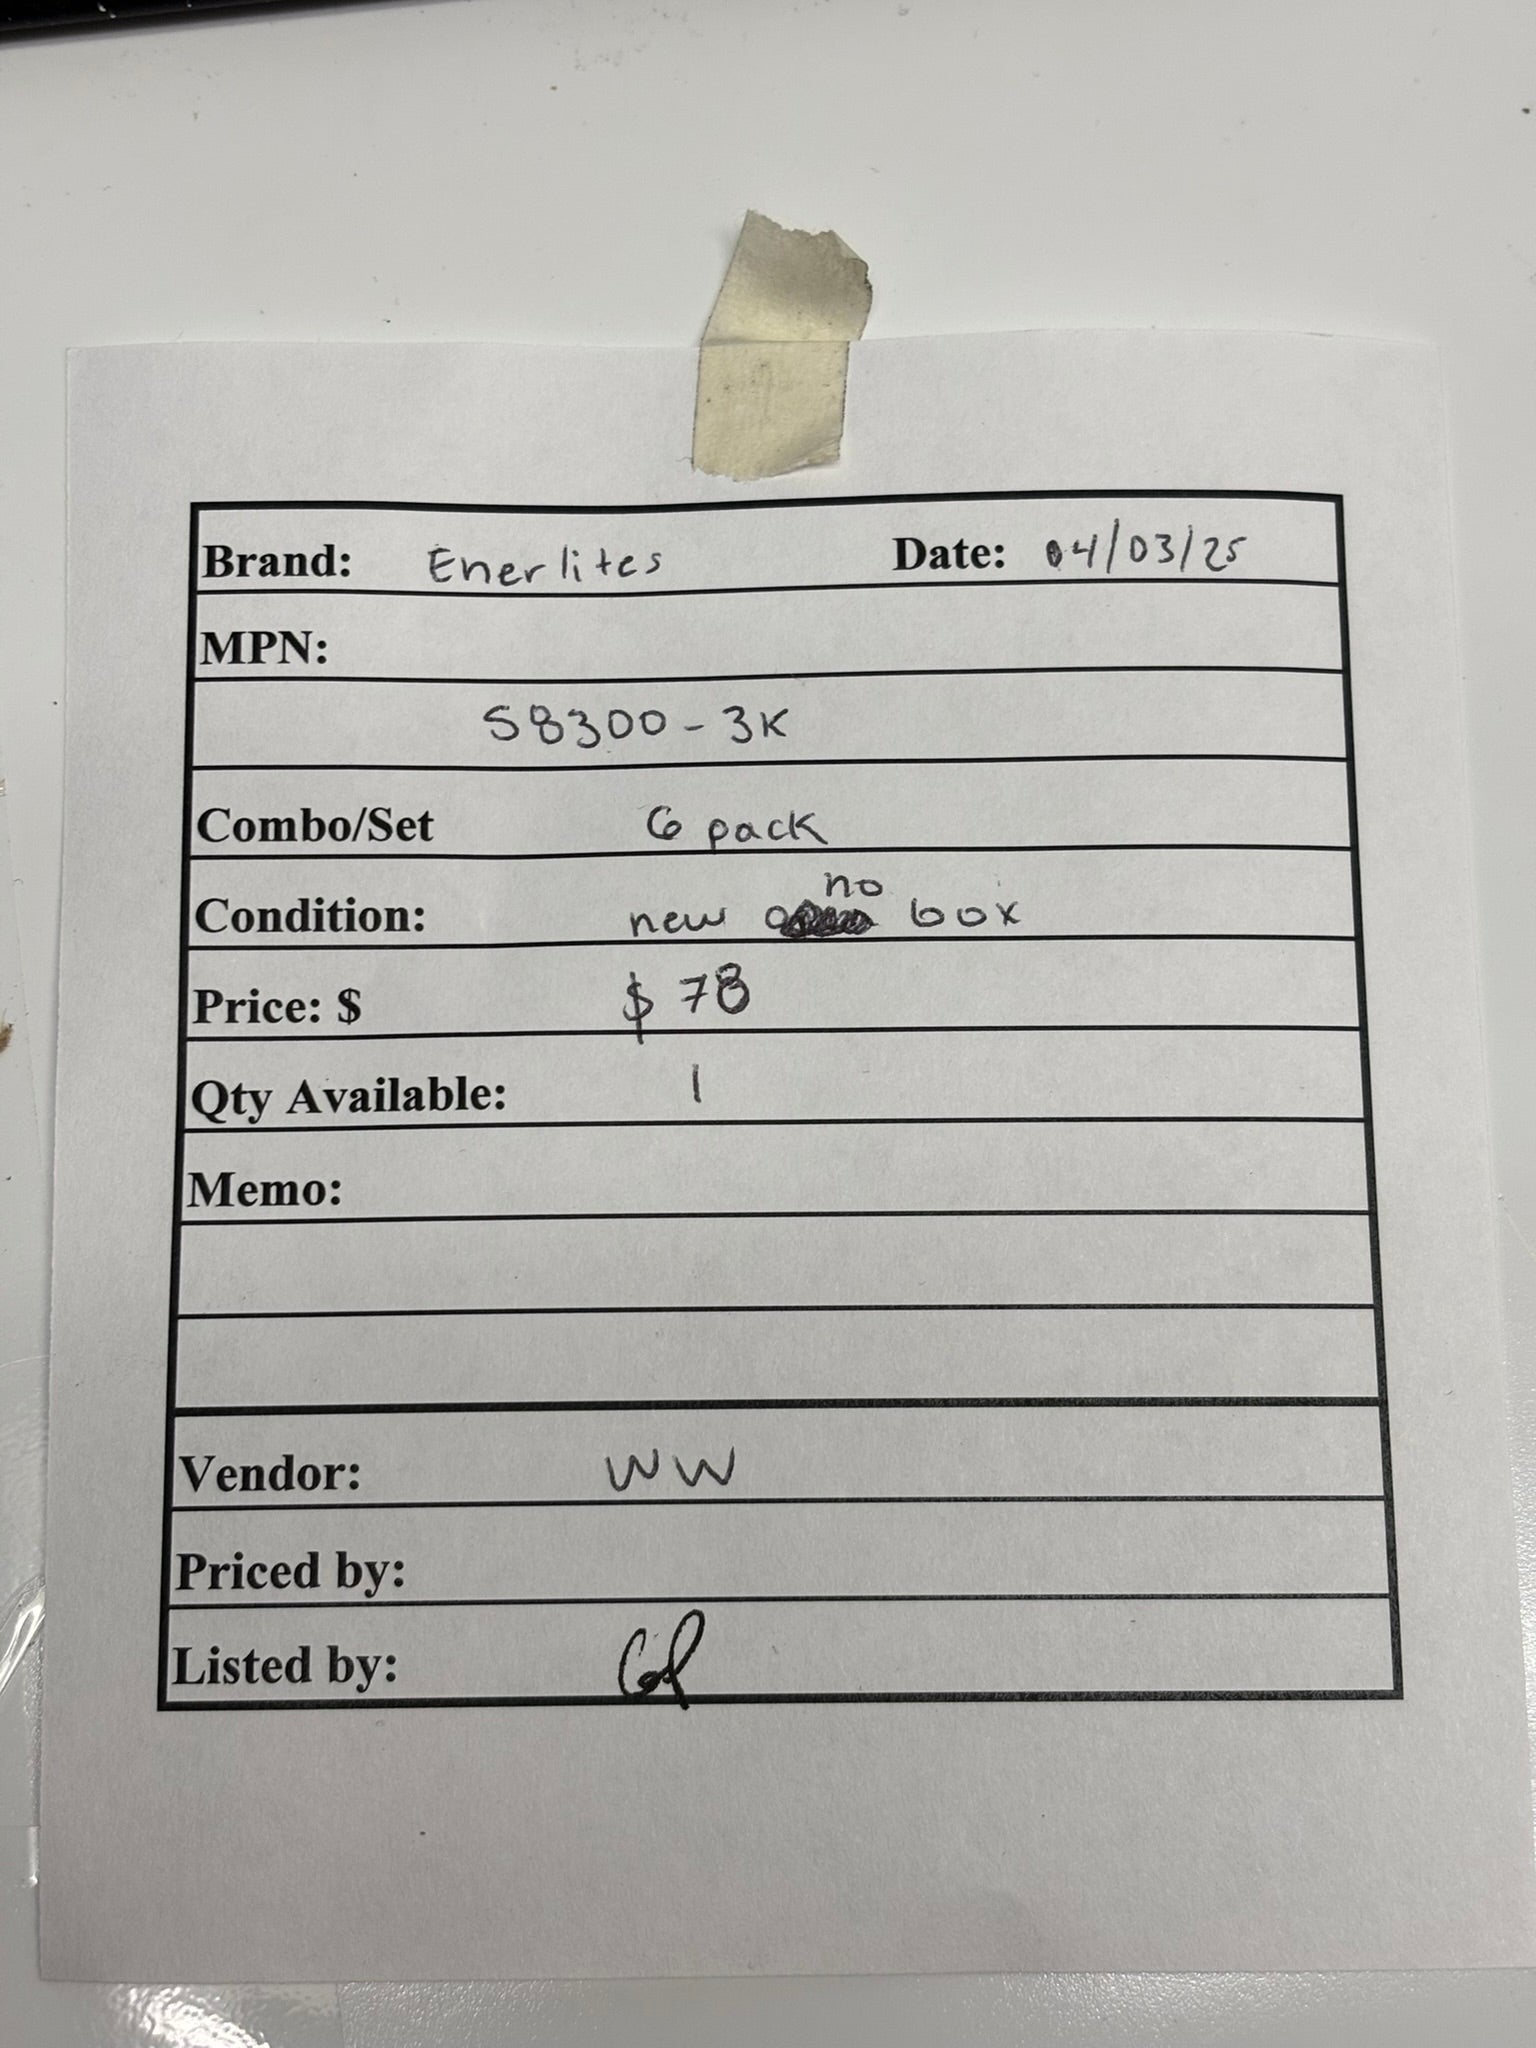 Brand: Enerlites Date: 04/03/25
MPN:
58300-3K
Combo/Set 6 pack
Condition: new no box
Price: $ $78
Qty Available: 1
Memo:
Vendor: WW
Priced by:
Listed by: